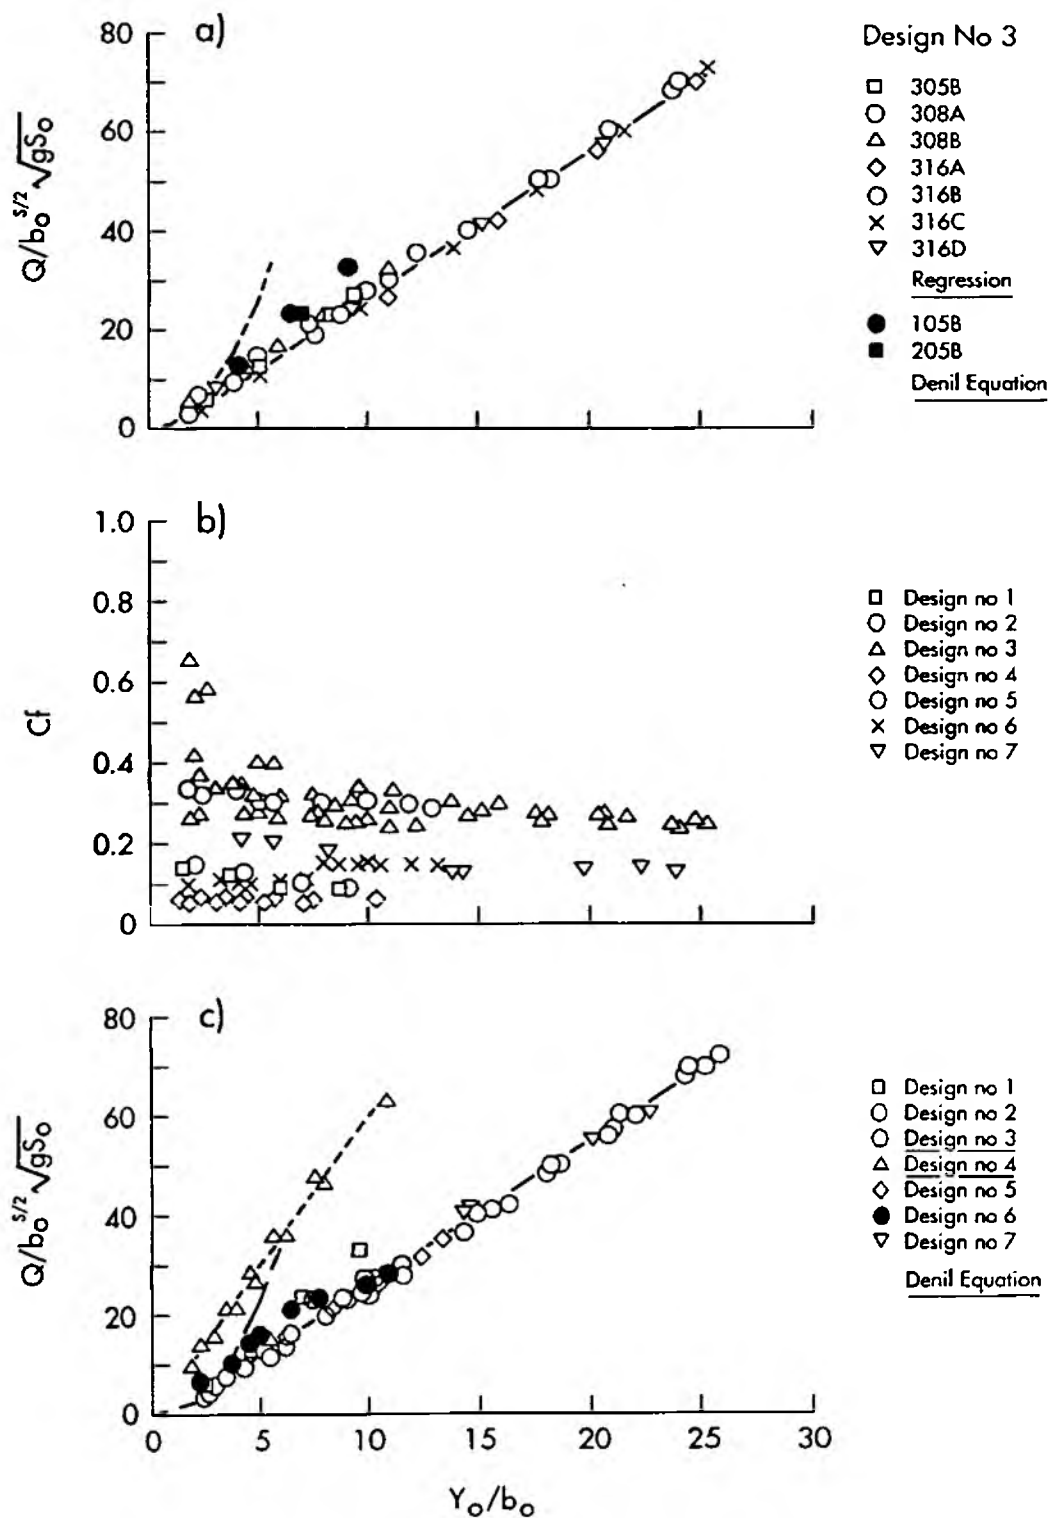 a)
80
60
40
20
0
Q/b₀^5/2 √gS₀
Design No 3
305B
308A
308B
316A
316B
316C
316D
Regression
105B
205B
Denil Equation
b)
1.0
0.8
0.6
0.4
0.2
0
Cf
Design no 1
Design no 2
Design no 3
Design no 4
Design no 5
Design no 6
Design no 7
c)
80
60
40
20
0
Q/b₀^5/2 √gS₀
Design no 1
Design no 2
Design no 3
Design no 4
Design no 5
Design no 6
Design no 7
Denil Equation
0 5 10 15 20 25 30
Y₀/b₀